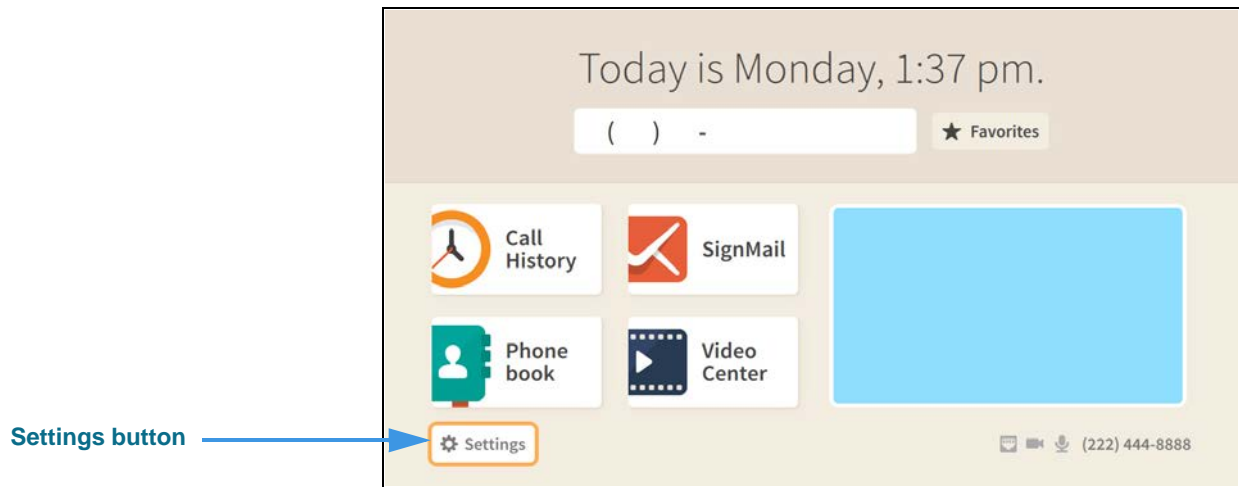 Today is Monday, 1:37 pm.
( ) -
Favorites
Call
History
SignMail
Phone
book
Video
Center
Settings button
Settings
(222) 444-8888